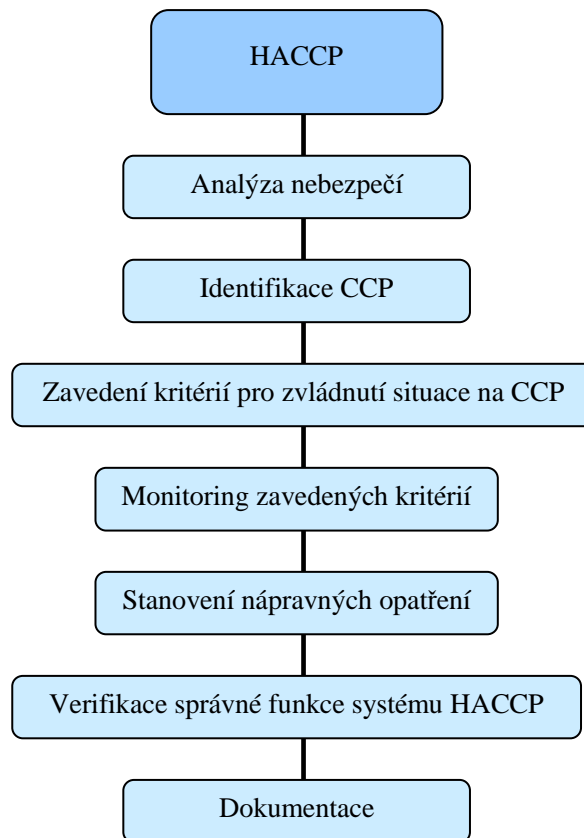 HACCP
Analýza nebezpečí
Identifikace CCP
Zavedení kritérií pro zvládnutí situace na CCP
Monitoring zavedených kritérií
Stanovení nápravných opatření
Verifikace správné funkce systému HACCP
Dokumentace